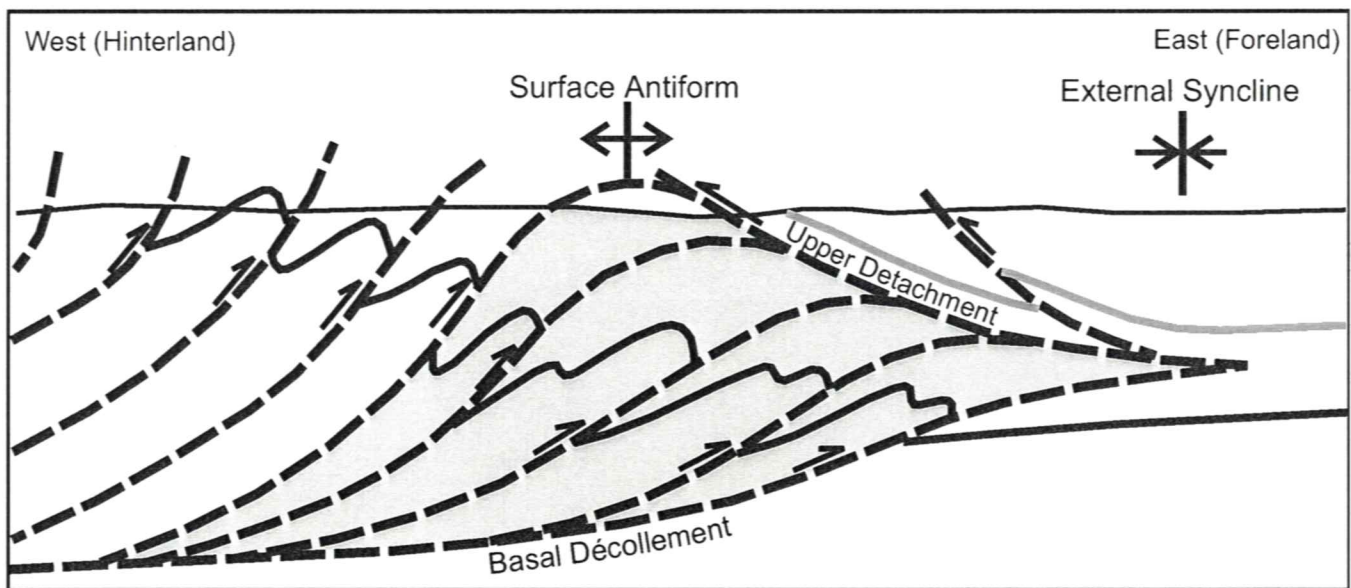 West (Hinterland)
East (Foreland)
Surface Antiform
External Syncline
Upper Detachment
Basal Décollement